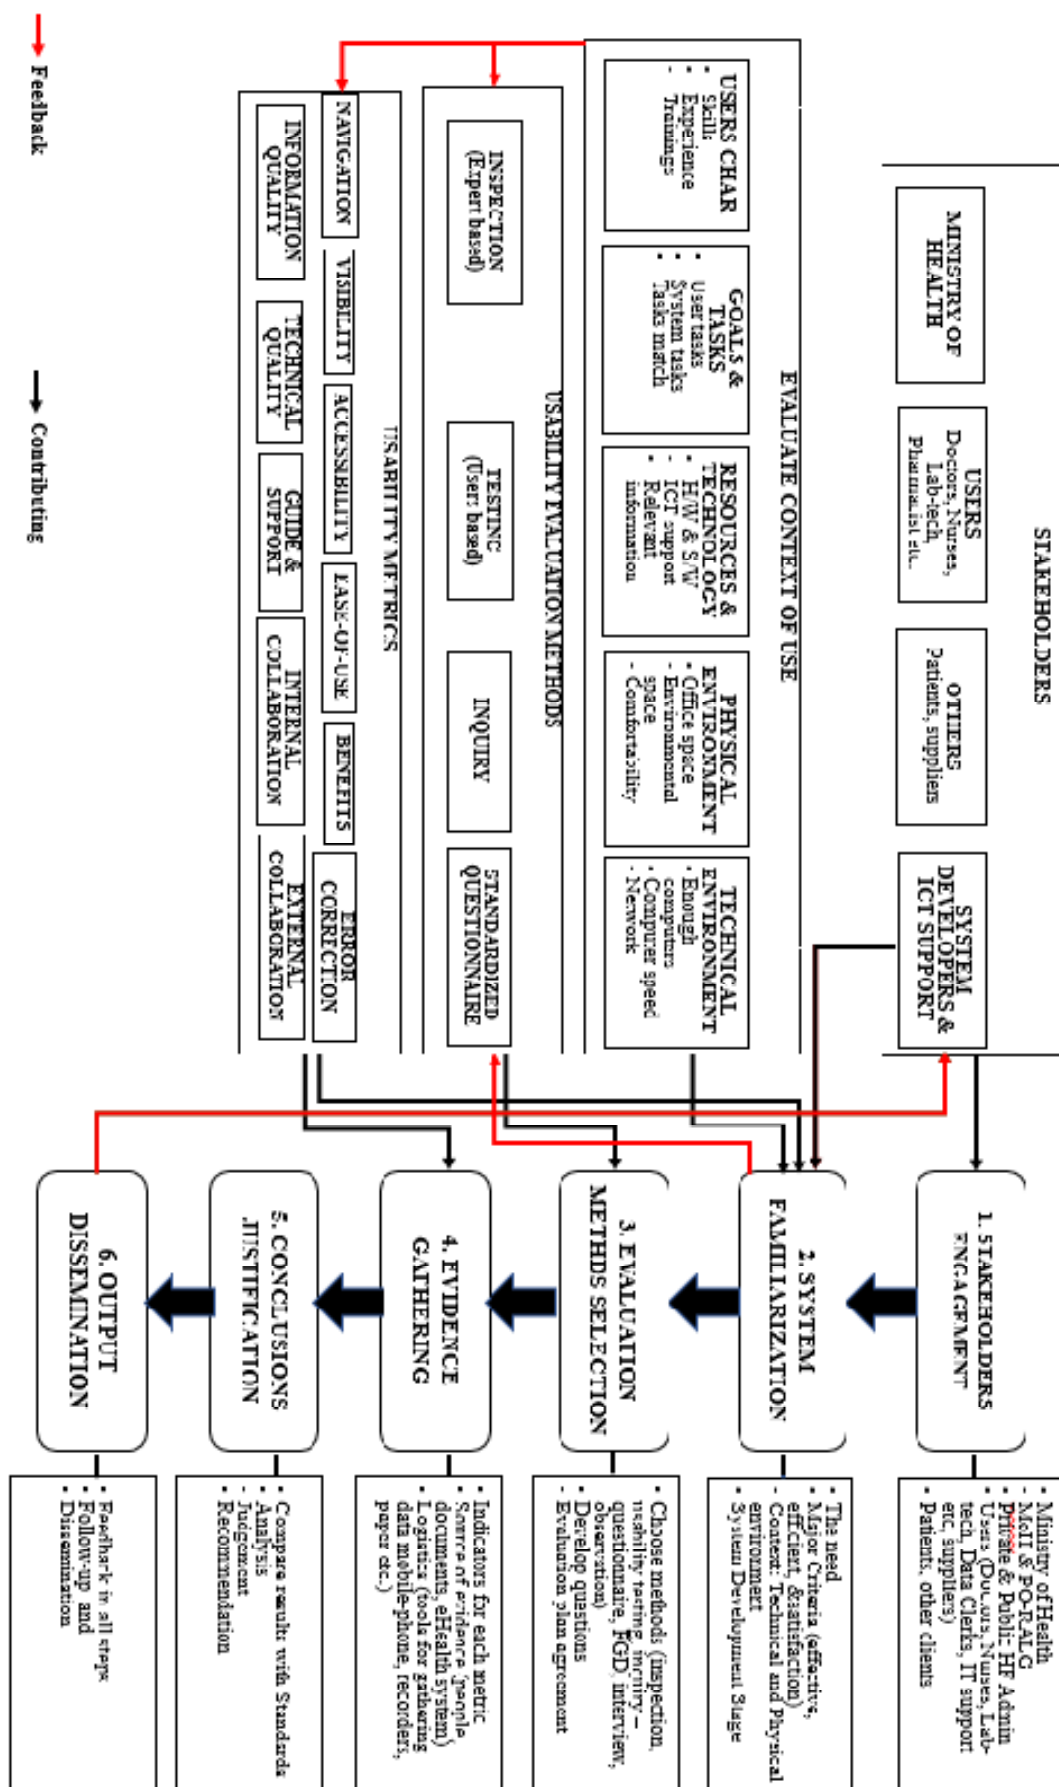 STAKEHOLDERS
MINISTRY OF
HEALTH
USERS
Doctors, Nurses,
Lab-tech,
Pharmacist etc.
OTHERS
Patients, suppliers
SYSTEM
DEVELOPERS &
ICT SUPPORT
EVALUATE CONTEXT OF USE
USERS CHAR
▪ Skills
▪ Experience
- Trainings
GOALS &
TASKS
▪ User tasks
▪ System tasks
▪ Tasks match
RESOURCES &
TECHNOLOGY
▪ H/W & S/W
- ICT support
▪ Relevant
information
PHYSICAL
ENVIRONMENT
▪ Office space
- Environmental
space
- Comfortability
TECHNICAL
ENVIRONMENT
▪ Enough
computers
▪ Computer speed
- Network
USABILITY EVALUATION METHODS
INSPECTION
(Expert based)
TESTING
(User: based)
INQUIRY
STANDARDIZED
QUESTIONNAIRE
USABILITY METRICS
NAVIGATION
VISIBILITY
ACCESSIBILITY
EASE-OF-USE
BENEFITS
ERROR
CORRECTION
INFORMATION
QUALITY
TECHNICAL
QUALITY
GUIDE &
SUPPORT
INTERNAL
COLLABORATION
EXTERNAL
COLLABORATION
Feedback
Contributing
1. STAKEHOLDERS
ENGAGEMENT
2. SYSTEM
FAMILIARIZATION
3. EVALUATION
METHDS SELECTION
4. EVIDENCE
GATHERING
5. CONCLUSIONS
JUSTIFICATION
6. OUTPUT
DISSEMINATION
▪ Ministry of Health
- MoH & PO-RALG
▪ Private & Public HF Admin
▪ Users (Doctors, Nurses, Lab-
tech, Data Clerks, IT support
etc, suppliers)
▪ Patients, other clients
▪ The need
▪ Major Criteria (effective,
efficient, &satisfaction)
- Context: Technical and Physical
environment
▪ System Development Stage
▪ Choose methods (inspection,
usability testing, inquiry –
questionnaire, FGD, interview,
observation)
▪ Develop questions
- Evaluation plan agreement
▪ Indicators for each metric
▪ Source of evidence (people,
documents, eHealth system)
▪ Logistics (tools for gathering
data mobile-phone, recorders,
paper etc.)
▪ Compare results with Standards
▪ Analysis
- Judgement
▪ Recommendation
▪ Feedback in all steps
▪ Follow-up and
▪ Dissemination